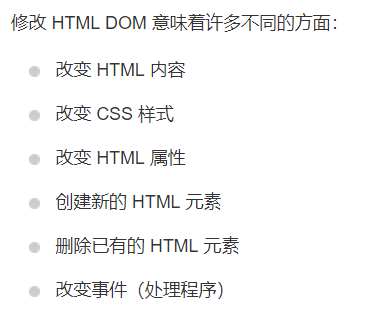 修改 HTML DOM 意味着许多不同的方面：
改变 HTML 内容
改变 CSS 样式
改变 HTML 属性
创建新的 HTML 元素
删除已有的 HTML 元素
改变事件（处理程序）